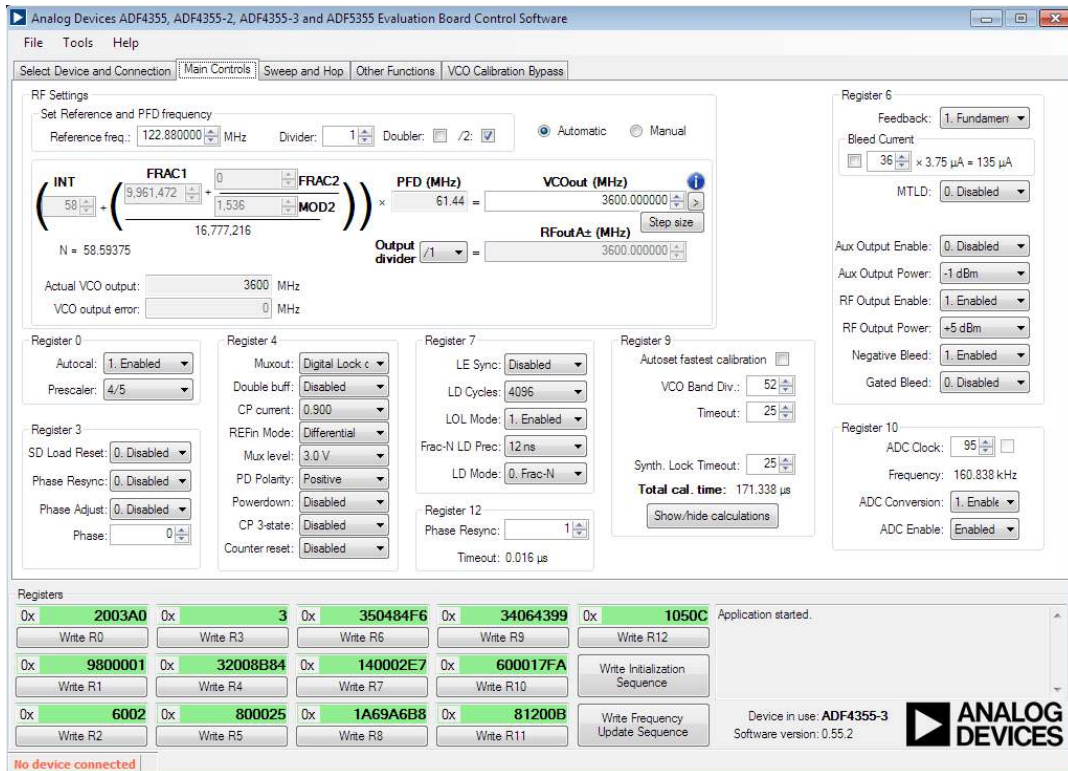 Analog Devices ADF4355, ADF4355-2, ADF4355-3 and ADF5355 Evaluation Board Control Software
File Tools Help
Select Device and Connection Main Controls Sweep and Hop Other Functions VCO Calibration Bypass
RF Settings
Set Reference and PFD frequency
Reference freq.: 122.880000 MHz Divider: 1 Doubler: /2: Automatic Manual
INT FRAC1 0 FRAC2 PFD (MHz) VCOout (MHz)
( 58 + ( 9,961,472 + 1,536 MOD2 ) ) × 61.44 = 3600.000000 >
16,777,216
Step size
N = 58.59375
Output divider /1 = RFoutA± (MHz) 3600.000000
Actual VCO output: 3600 MHz
VCO output error: 0 MHz
Register 0
Autocal: 1. Enabled
Prescaler: 4/5
Register 3
SD Load Reset: 0. Disabled
Phase Resync: 0. Disabled
Phase Adjust: 0. Disabled
Phase: 0
Register 4
Muxout: Digital Lock c
Double buff: Disabled
CP current: 0.900
REFin Mode: Differential
Mux level: 3.0 V
PD Polarity: Positive
Powerdown: Disabled
CP 3-state: Disabled
Counter reset: Disabled
Register 7
LE Sync: Disabled
LD Cycles: 4096
LOL Mode: 1. Enabled
Frac-N LD Prec: 12 ns
LD Mode: 0. Frac-N
Register 12
Phase Resync: 1
Timeout: 0.016 µs
Register 9
Autoset fastest calibration
VCO Band Div.: 52
Timeout: 25
Synth. Lock Timeout: 25
Total cal. time: 171.338 µs
Show/hide calculations
Register 6
Feedback: 1. Fundamen
Bleed Current
36 × 3.75 µA = 135 µA
MTLD: 0. Disabled
Aux Output Enable: 0. Disabled
Aux Output Power: -1 dBm
RF Output Enable: 1. Enabled
RF Output Power: +5 dBm
Negative Bleed: 1. Enabled
Gated Bleed: 0. Disabled
Register 10
ADC Clock: 95
Frequency: 160.838 kHz
ADC Conversion: 1. Enable
ADC Enable: Enabled
Registers
0x 2003A0 0x 3 0x 350484F6 0x 34064399 0x 1050C
Write R0 Write R3 Write R6 Write R9 Write R12
0x 9800001 0x 32008B84 0x 140002E7 0x 600017FA
Write R1 Write R4 Write R7 Write R10
Write Initialization
Sequence
0x 6002 0x 800025 0x 1A69A6B8 0x 81200B
Write R2 Write R5 Write R8 Write R11
Write Frequency
Update Sequence
Application started.
Device in use: ADF4355-3
Software version: 0.55.2
ANALOG
DEVICES
No device connected